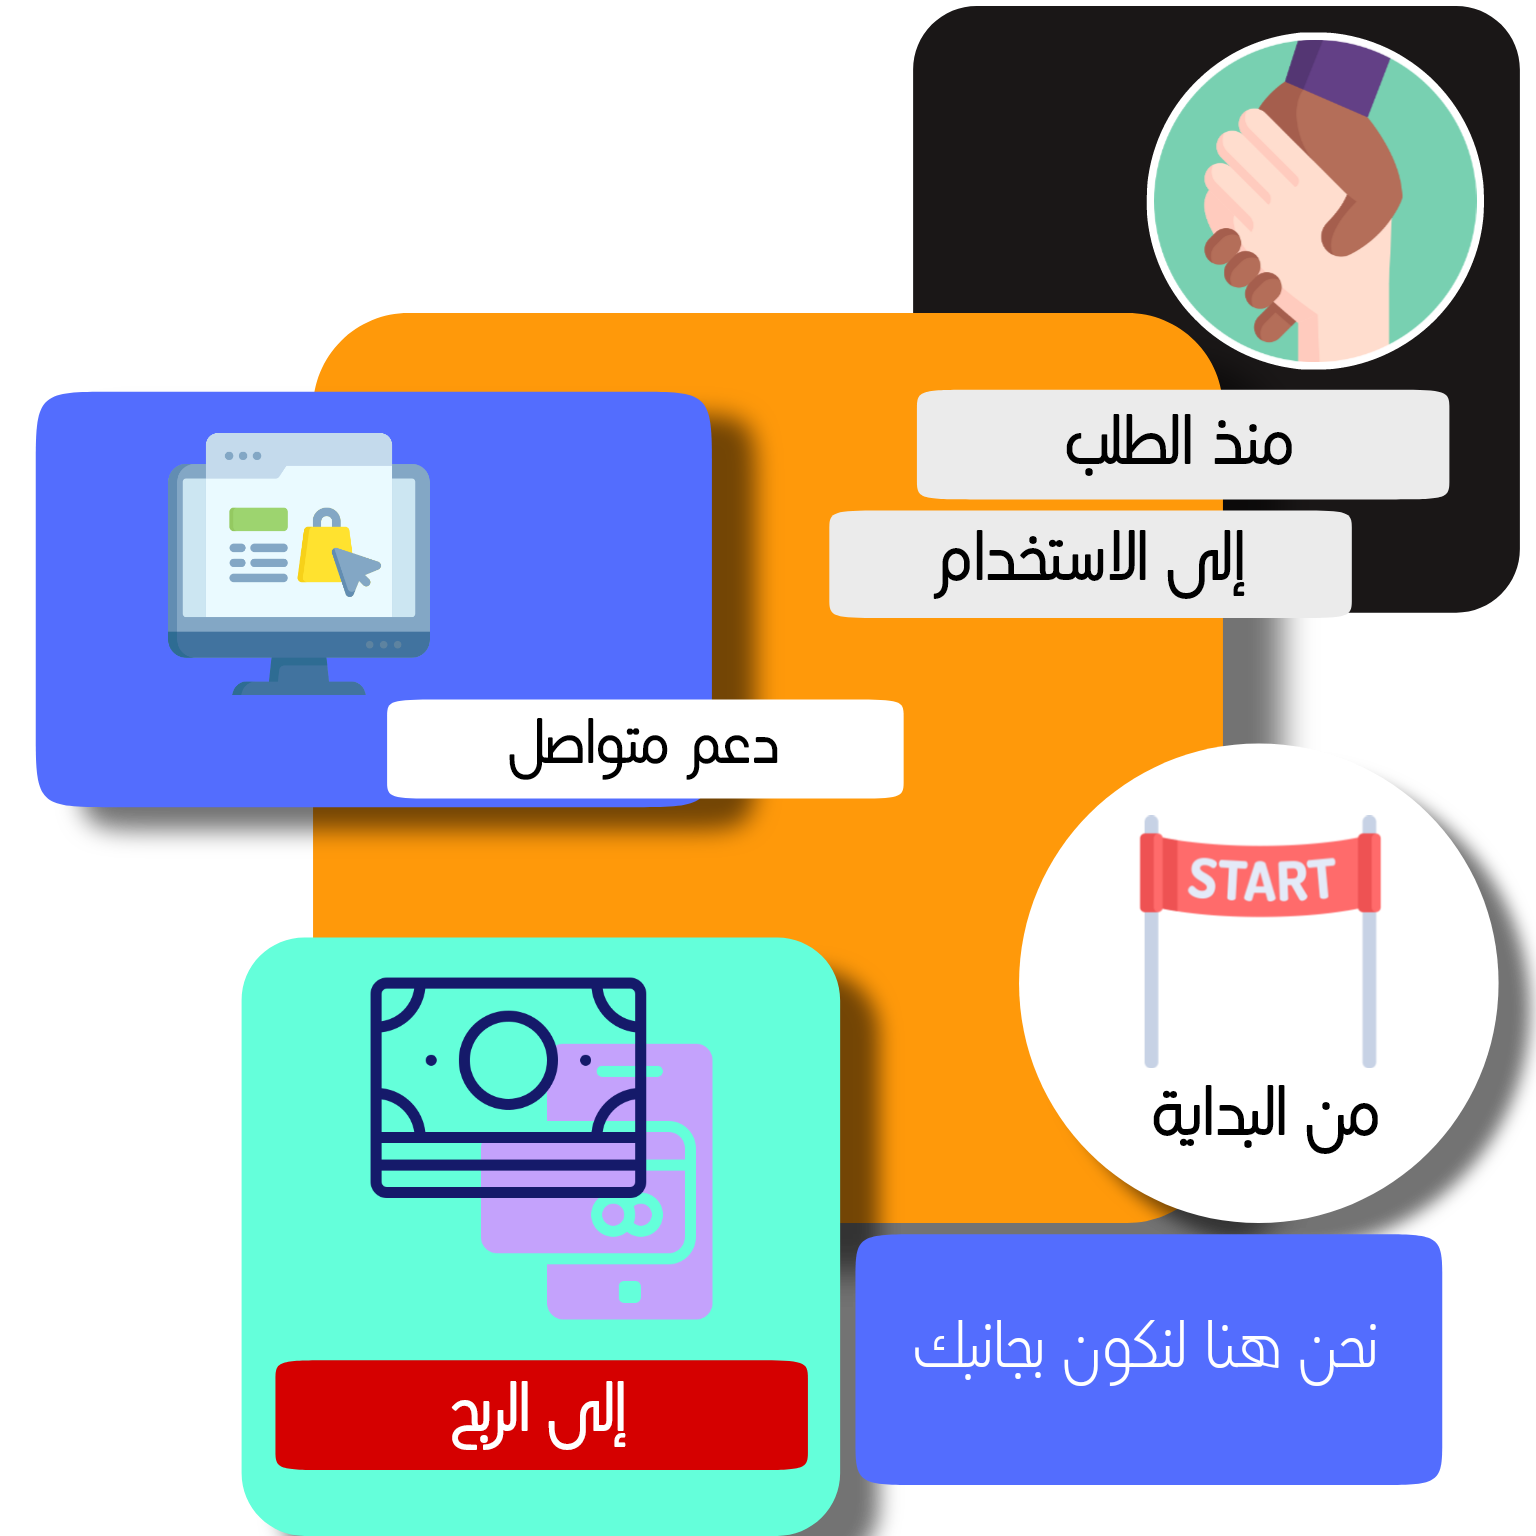 منذ الطلب
إلى الاستخدام
دعم متواصل
START
من البداية
نحن هنا لنكون بجانبك
إلى الربح